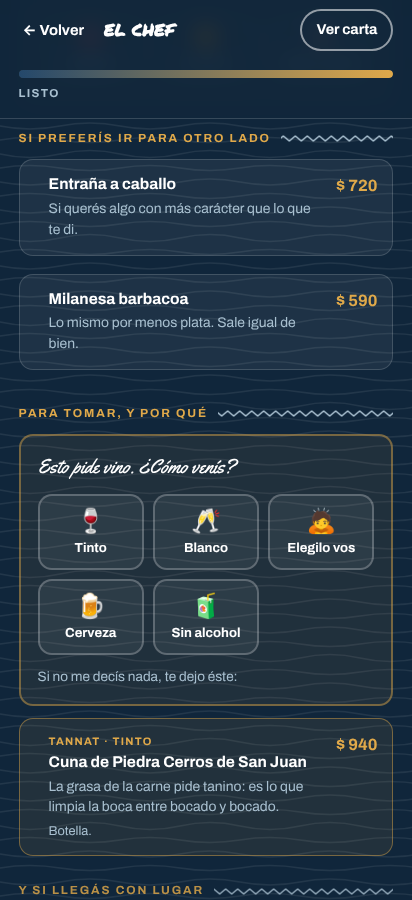 ← Volver
EL CHEF
Ver carta
LISTO
SI PREFERÍS IR PARA OTRO LADO
Entraña a caballo
$ 720
Si querés algo con más carácter que lo que
te di.
Milanesa barbacoa
$ 590
Lo mismo por menos plata. Sale igual de
bien.
PARA TOMAR, Y POR QUÉ
Esto pide vino. ¿Cómo venís?
Tinto
Blanco
Elegilo vos
Cerveza
Sin alcohol
Si no me decís nada, te dejo éste:
TANNAT · TINTO
$ 940
Cuna de Piedra Cerros de San Juan
La grasa de la carne pide tanino: es lo que
limpia la boca entre bocado y bocado.
Botella.
Y SI LLEGÁS CON LUGAR